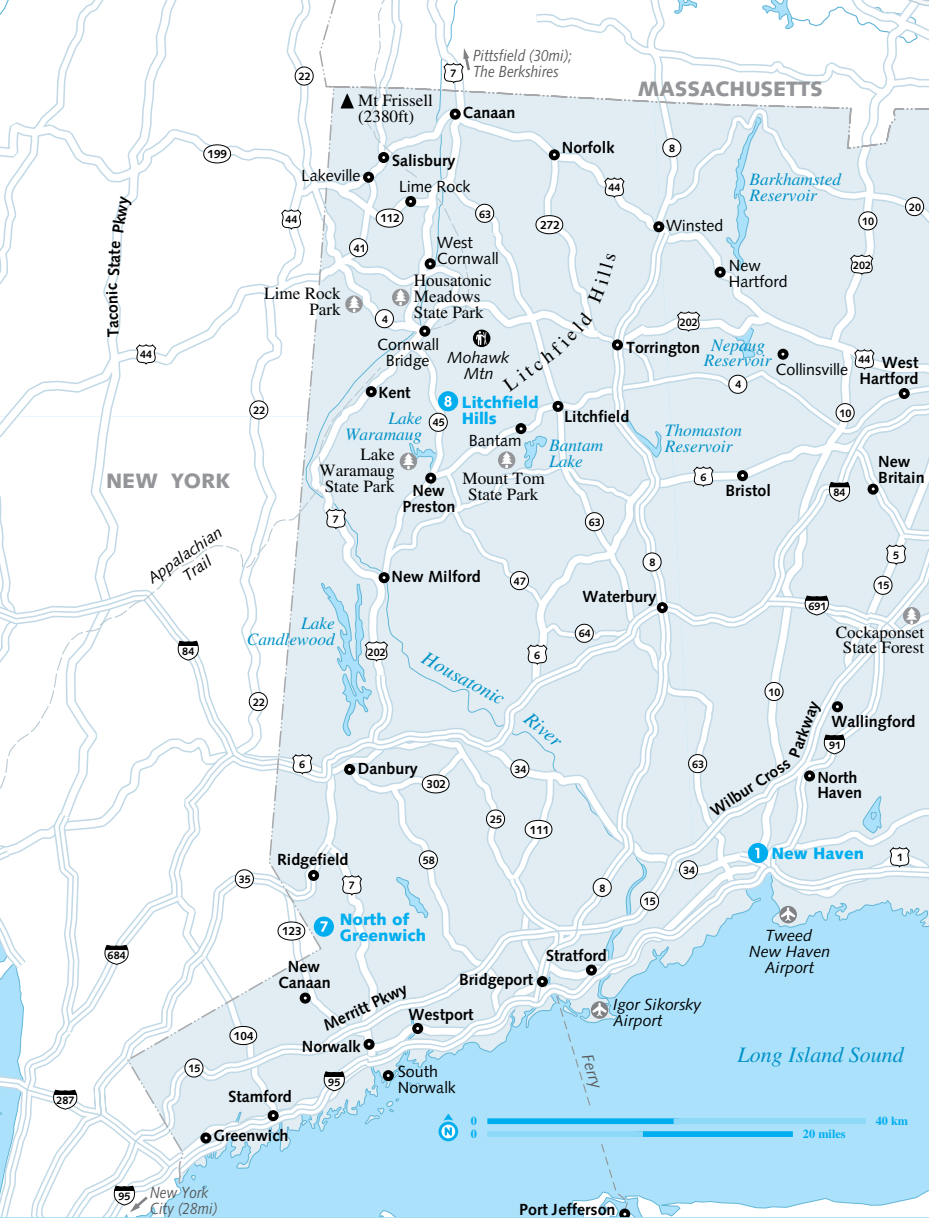 Pittsfield (30mi);
The Berkshires
22
7
MASSACHUSETTS
Mt Frissell
(2380ft)
Canaan
199
Salisbury
Norfolk
8
Lakeville
Lime Rock
44
Barkhamsted
Reservoir
Taconic State Pkwy
44
112
63
272
10
20
Winsted
41
West
Cornwall
202
New
Hartford
Lime Rock
Park
Housatonic
Meadows
State Park
4
Litchfield Hills
202
Cornwall
Bridge
Mohawk
Mtn
Torrington
Nepaug
Reservoir
Collinsville
44
West
Hartford
44
Kent
4
22
8
Litchfield
Hills
Litchfield
10
Lake
Waramaug
45
Bantam
Thomaston
Reservoir
Lake
Waramaug
State Park
Bantam
Lake
Mount Tom
State Park
NEW YORK
New
Preston
6
Bristol
New
Britain
84
7
63
Appalachian
Trail
8
5
New Milford
47
15
Waterbury
691
Lake
Candlewood
64
Cockaponset
State Forest
84
202
6
Housatonic
River
22
10
Wallingford
91
6
Danbury
34
63
Wilbur Cross Parkway
North
Haven
302
25
111
Ridgefield
58
1
New Haven
1
35
7
34
8
15
123
7
North of
Greenwich
Tweed
New Haven
Airport
684
New
Canaan
Stratford
Bridgeport
Merritt Pkwy
Westport
Igor Sikorsky
Airport
104
Norwalk
Long Island Sound
15
95
South
Norwalk
Ferry
287
Stamford
N
0
40 km
0
20 miles
Greenwich
95
New York
City (28mi)
Port Jefferson